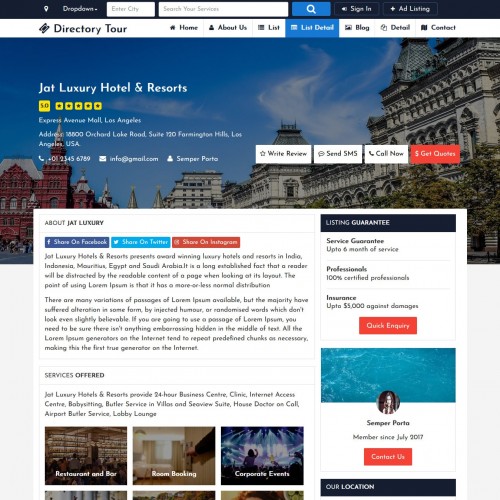 Dropdown
Enter City
Search Your Services
Sign In
+ Ad Listing
Directory Tour
Home
About Us
List
List Detail
Blog
Detail
Contact
Jat Luxury Hotel & Resorts
5.0
Express Avenue Mall, Los Angeles
Address: 18800 Orchard Lake Road, Suite 120 Farmington Hills, Los
Angeles, USA.
+01 2345 6789
info@gmail.com
Semper Porta
Write Review
Send SMS
Call Now
$ Get Quotes
ABOUT JAT LUXURY
Share On Facebook
Share On Twitter
Share On Instagram
Jat Luxury Hotels & Resorts presents award winning luxury hotels and resorts in India,
Indonesia, Mauritius, Egypt and Saudi Arabia.It is a long established fact that a reader
will be distracted by the readable content of a page when looking at its layout. The
point of using Lorem Ipsum is that it has a more-or-less normal distribution
There are many variations of passages of Lorem Ipsum available, but the majority have
suffered alteration in some form, by injected humour, or randomised words which don't
look even slightly believable. If you are going to use a passage of Lorem Ipsum, you
need to be sure there isn't anything embarrassing hidden in the middle of text. All the
Lorem Ipsum generators on the Internet tend to repeat predefined chunks as necessary,
making this the first true generator on the Internet.
SERVICES OFFERED
Jat Luxury Hotels & Resorts provide 24-hour Business Centre, Clinic, Internet Access
Centre, Babysitting, Butler Service in Villas and Seaview Suite, House Doctor on Call,
Airport Butler Service, Lobby Lounge
Restaurant and Bar
Room Booking
Corporate Events
LISTING GUARANTEE
Service Guarantee
Upto 6 month of service
Professionals
100% certified professionals
Insurance
Upto $5,000 against damages
Quick Enquiry
Semper Porta
Member since July 2017
Contact Us
OUR LOCATION